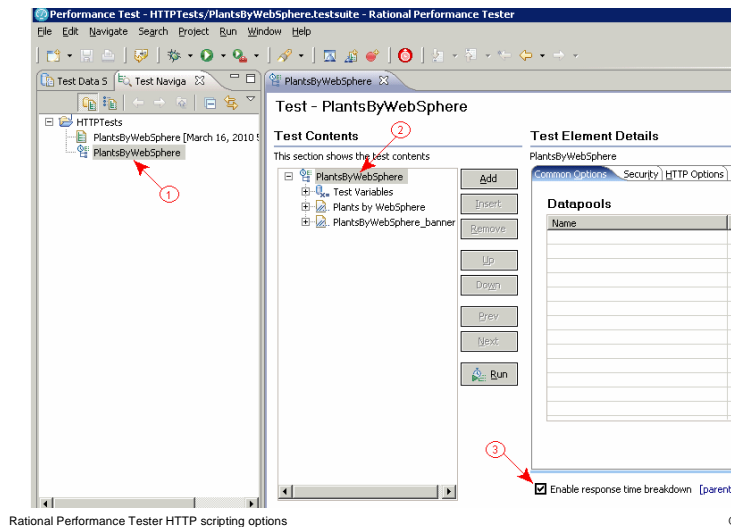 Performance Test - HTTPTests/PlantsByWebSphere.testsuite - Rational Performance Tester
File Edit Navigate Search Project Run Window Help
Test Data S Test Naviga PlantsByWebSphere
HTTPTests
PlantsByWebSphere [March 16, 2010
PlantsByWebSphere
1
Test - PlantsByWebSphere
2
Test Contents
This section shows the test contents
PlantsByWebSphere
Test Variables
Plants by WebSphere
PlantsByWebSphere_banner
Add
Insert
Remove
Up
Down
Prev
Next
Run
Test Element Details
PlantsByWebSphere
Common Options Security HTTP Options
Datapools
Name
3
Enable response time breakdown [parent
Rational Performance Tester HTTP scripting options